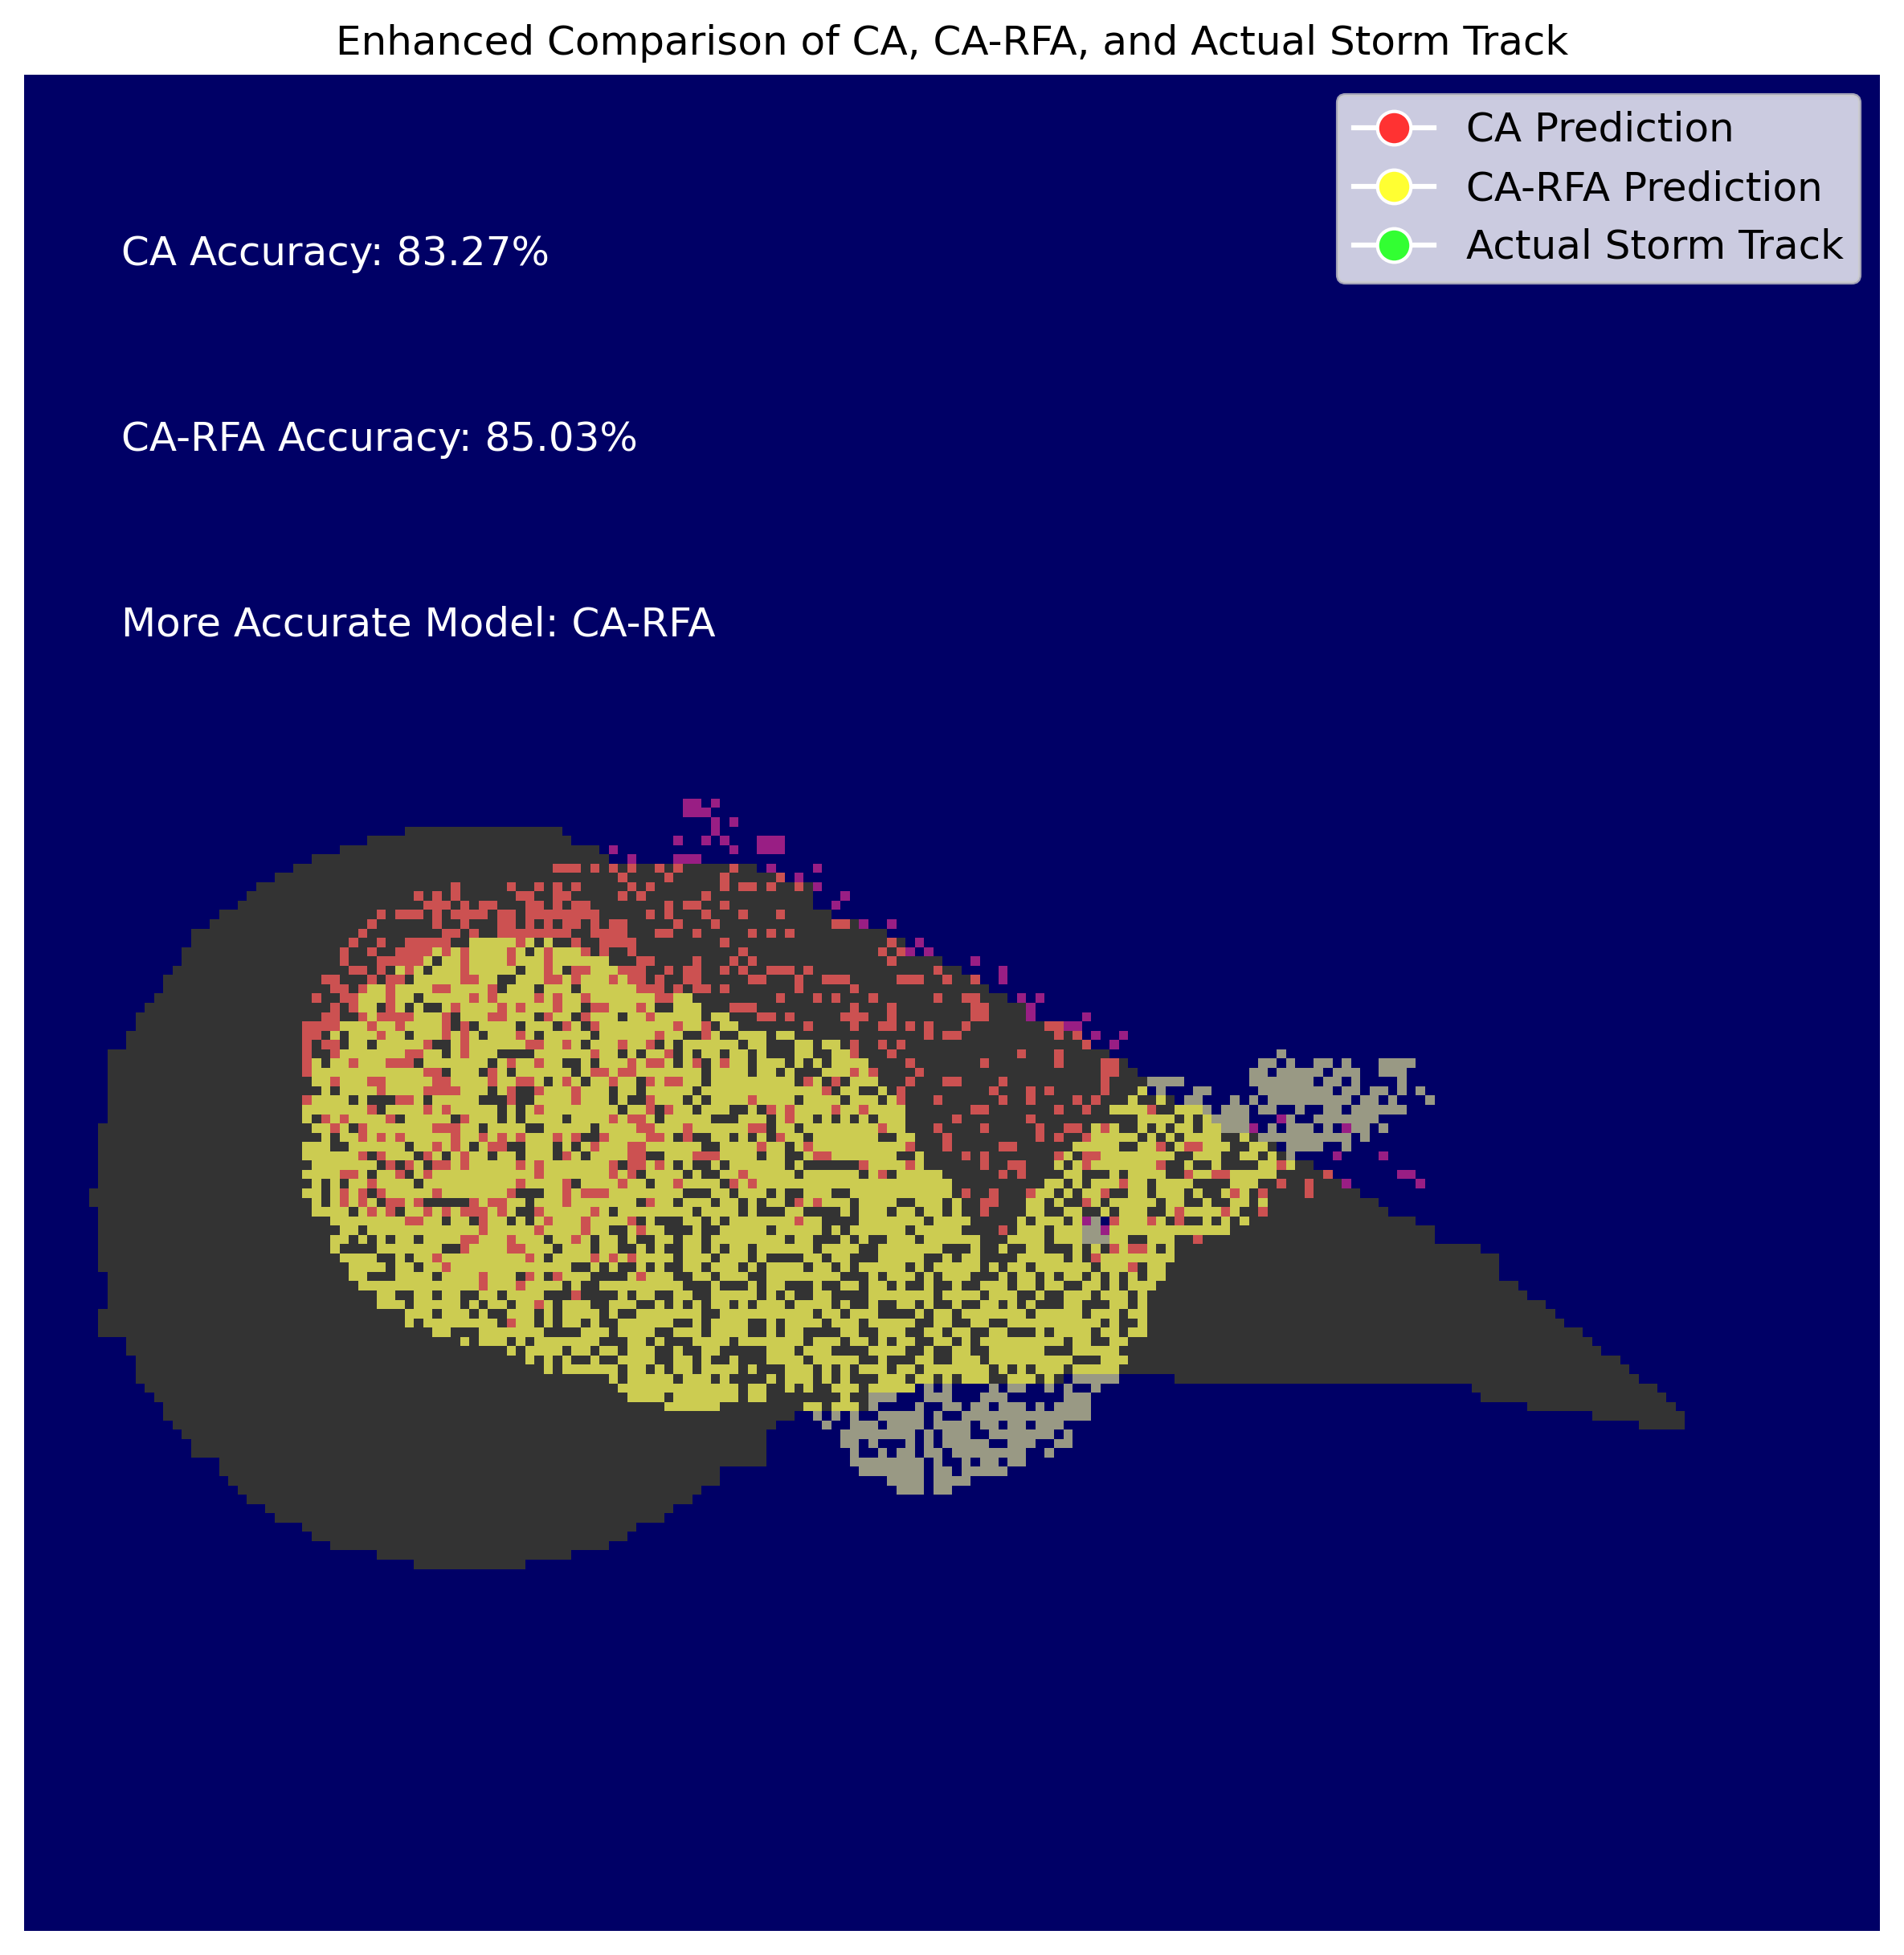 Enhanced Comparison of CA, CA-RFA, and Actual Storm Track
CA Prediction
CA-RFA Prediction
Actual Storm Track
CA Accuracy: 83.27%
CA-RFA Accuracy: 85.03%
More Accurate Model: CA-RFA